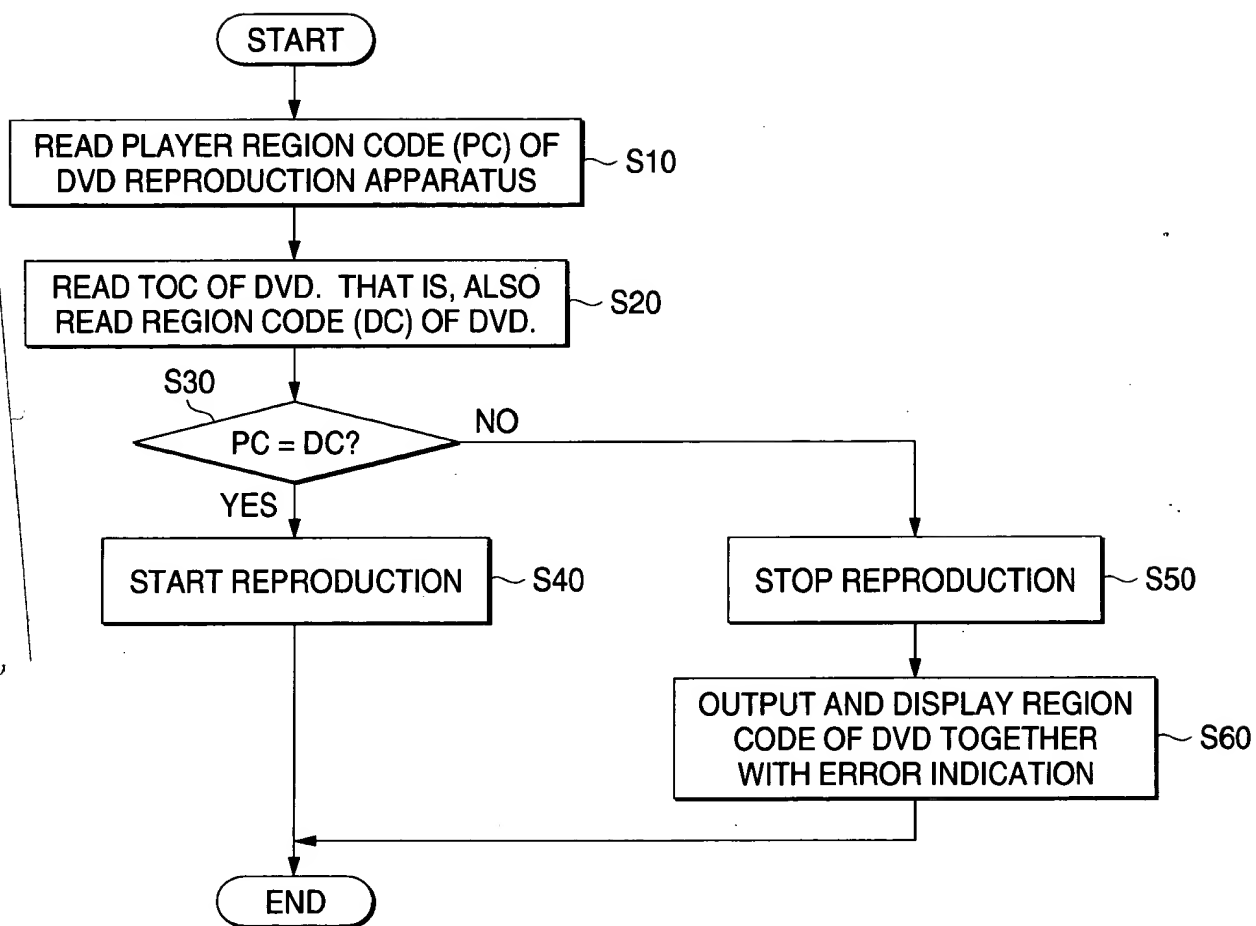 START
READ PLAYER REGION CODE (PC) OF
DVD REPRODUCTION APPARATUS
S10
READ TOC OF DVD. THAT IS, ALSO
READ REGION CODE (DC) OF DVD.
S20
S30
PC = DC?
NO
YES
START REPRODUCTION
S40
STOP REPRODUCTION
S50
OUTPUT AND DISPLAY REGION
CODE OF DVD TOGETHER
WITH ERROR INDICATION
S60
END